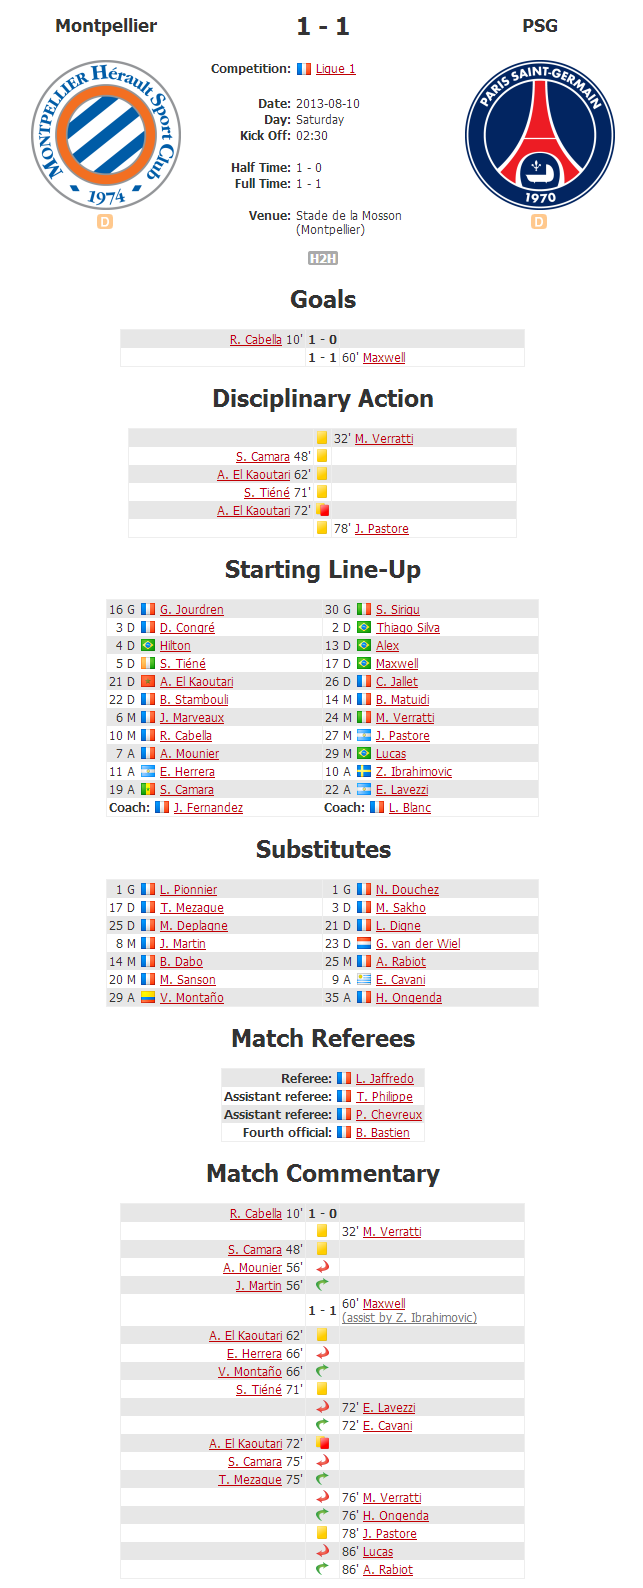 Montpellier
1 - 1
PSG
MONTPELLIER Hérault Sport Club
1974
D
Competition: Ligue 1
Date: 2013-08-10
Day: Saturday
Kick Off: 02:30
Half Time: 1 - 0
Full Time: 1 - 1
Venue: Stade de la Mosson
(Montpellier)
H2H
PARIS SAINT-GERMAIN
1970
D
Goals
R. Cabella 10' 1 - 0
1 - 1 60' Maxwell
Disciplinary Action
32' M. Verratti
S. Camara 48'
A. El Kaoutari 62'
S. Tiéné 71'
A. El Kaoutari 72'
78' J. Pastore
Starting Line-Up
16 G G. Jourdren 30 G S. Sirigu
3 D D. Congré 2 D Thiago Silva
4 D Hilton 13 D Alex
5 D S. Tiéné 17 D Maxwell
21 D A. El Kaoutari 26 D C. Jallet
22 D B. Stambouli 14 M B. Matuidi
6 M J. Marveaux 24 M M. Verratti
10 M R. Cabella 27 M J. Pastore
7 A A. Mounier 29 M Lucas
11 A E. Herrera 10 A Z. Ibrahimovic
19 A S. Camara 22 A E. Lavezzi
Coach: J. Fernandez Coach: L. Blanc
Substitutes
1 G L. Pionnier 1 G N. Douchez
17 D T. Mezague 3 D M. Sakho
25 D M. Deplagne 21 D L. Digne
8 M J. Martin 23 D G. van der Wiel
14 M B. Dabo 25 M A. Rabiot
20 M M. Sanson 9 A E. Cavani
29 A V. Montaño 35 A H. Ongenda
Match Referees
Referee: L. Jaffredo
Assistant referee: T. Philippe
Assistant referee: P. Chevreux
Fourth official: B. Bastien
Match Commentary
R. Cabella 10' 1 - 0
32' M. Verratti
S. Camara 48'
A. Mounier 56'
J. Martin 56'
1 - 1 60' Maxwell
(assist by Z. Ibrahimovic)
A. El Kaoutari 62'
E. Herrera 66'
V. Montaño 66'
S. Tiéné 71'
72' E. Lavezzi
72' E. Cavani
A. El Kaoutari 72'
S. Camara 75'
T. Mezague 75'
76' M. Verratti
76' H. Ongenda
78' J. Pastore
86' Lucas
86' A. Rabiot